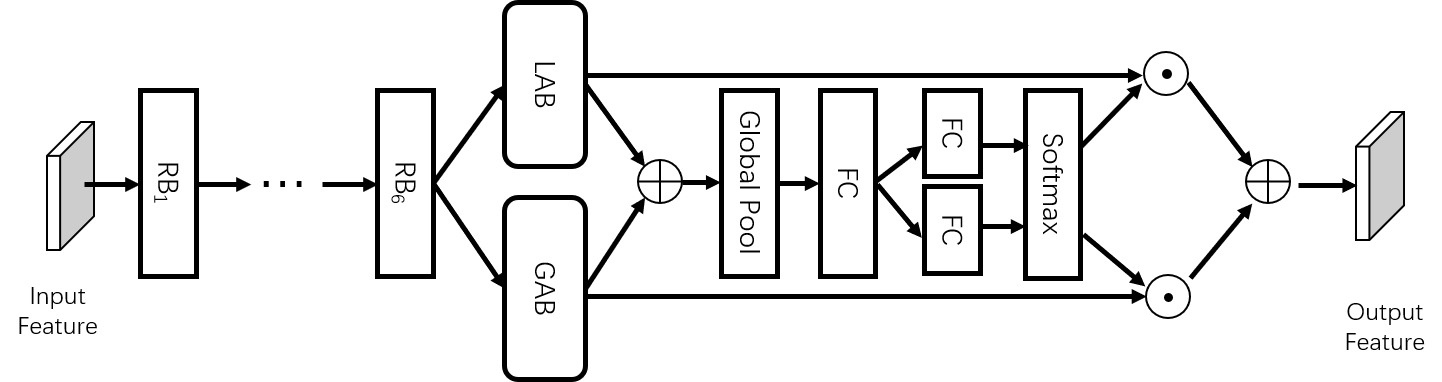 Input
Feature
RB1
...
RB6
LAB
GAB
Global Pool
FC
FC
FC
Softmax
Output
Feature